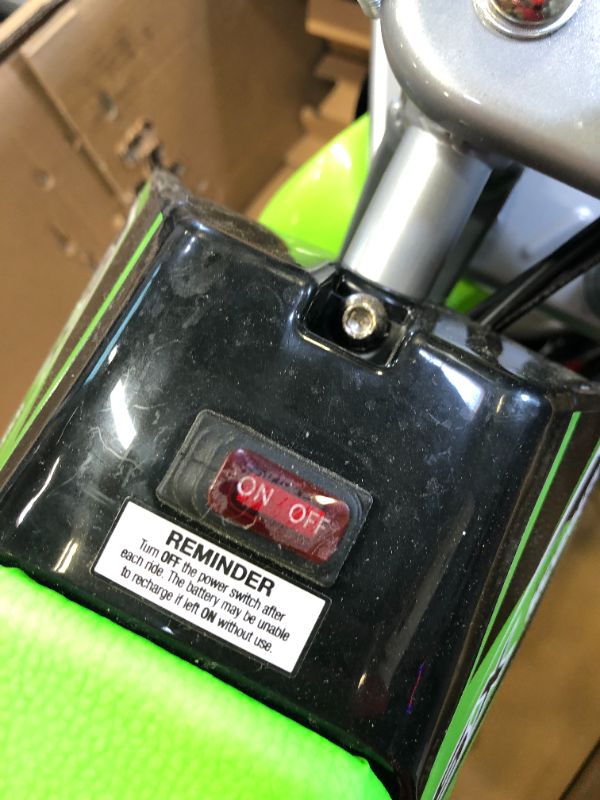 ON / OFF
REMINDER
Turn OFF the power switch after
each ride. The battery may be unable
to recharge if left ON without use.